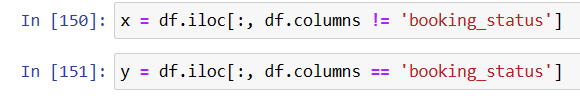 In [150]: x = df.iloc[:, df.columns != 'booking_status']
In [151]: y = df.iloc[:, df.columns == 'booking_status']